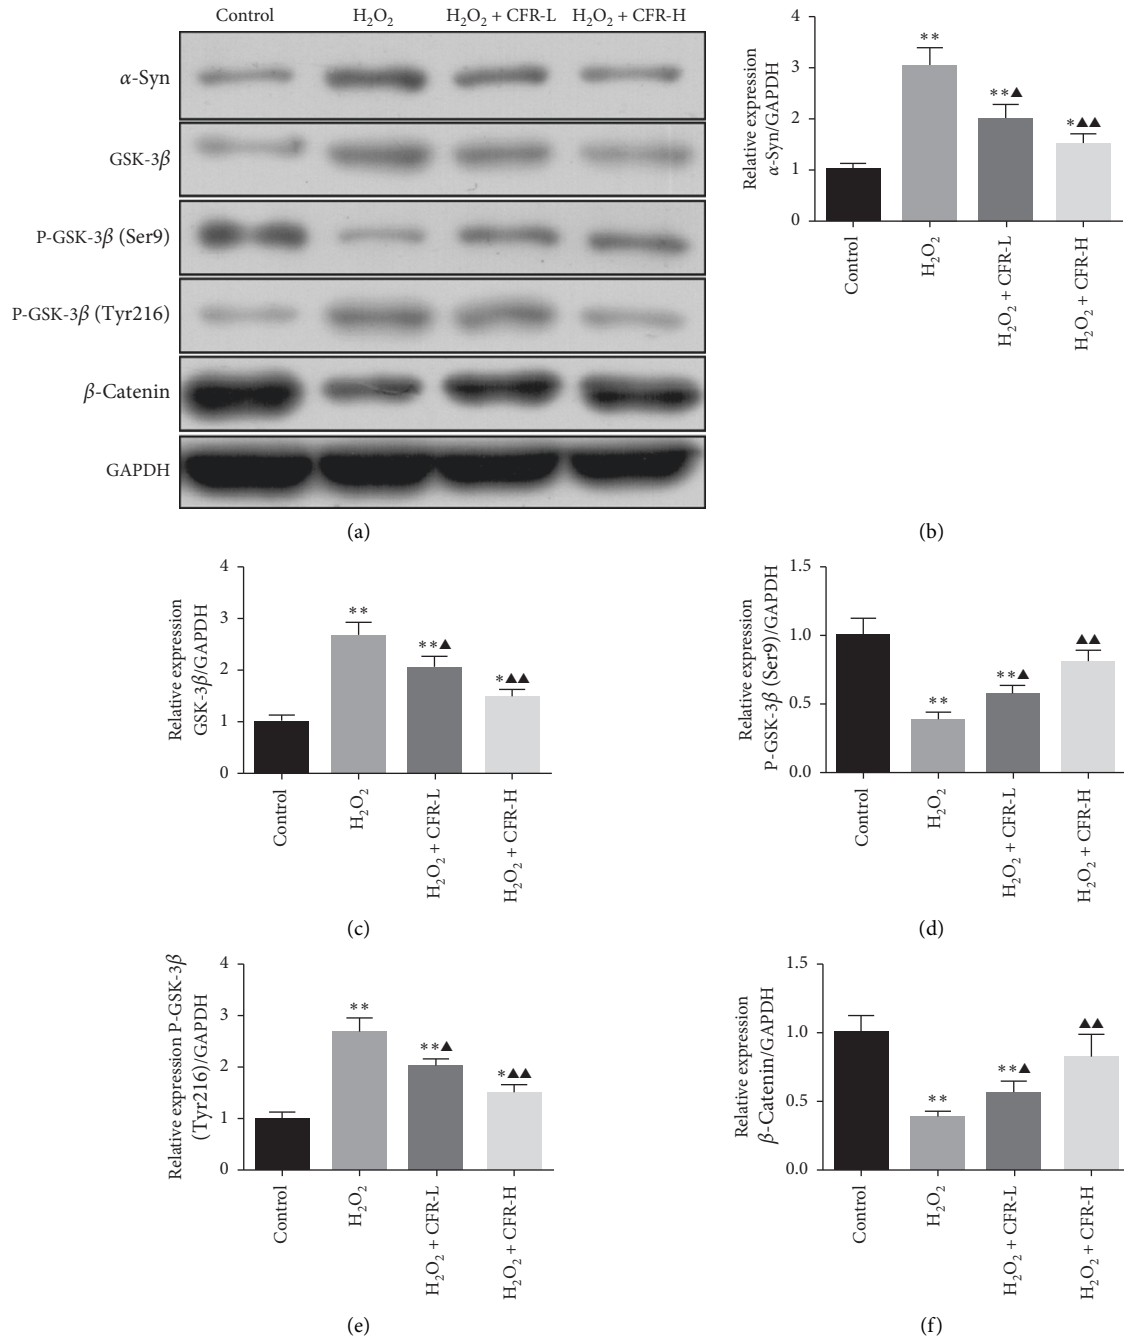 Control H₂O₂ H₂O₂ + CFR-L H₂O₂ + CFR-H
α-Syn
GSK-3β
P-GSK-3β (Ser9)
P-GSK-3β (Tyr216)
β-Catenin
GAPDH
(a)
Relative expression
α-Syn/GAPDH
4
3
2
1
0
**
**▲
*▲▲
Control
H₂O₂
H₂O₂ + CFR-L
H₂O₂ + CFR-H
(b)
Relative expression
GSK-3β/GAPDH
4
3
2
1
0
**
**▲
*▲▲
Control
H₂O₂
H₂O₂ + CFR-L
H₂O₂ + CFR-H
(c)
Relative expression
P-GSK-3β (Ser9)/GAPDH
1.5
1.0
0.5
0.0
**
**▲
▲▲
Control
H₂O₂
H₂O₂ + CFR-L
H₂O₂ + CFR-H
(d)
Relative expression P-GSK-3β
(Tyr216)/GAPDH
4
3
2
1
0
**
**▲
*▲▲
Control
H₂O₂
H₂O₂ + CFR-L
H₂O₂ + CFR-H
(e)
Relative expression
β-Catenin/GAPDH
1.5
1.0
0.5
0.0
**
**▲
▲▲
Control
H₂O₂
H₂O₂ + CFR-L
H₂O₂ + CFR-H
(f)